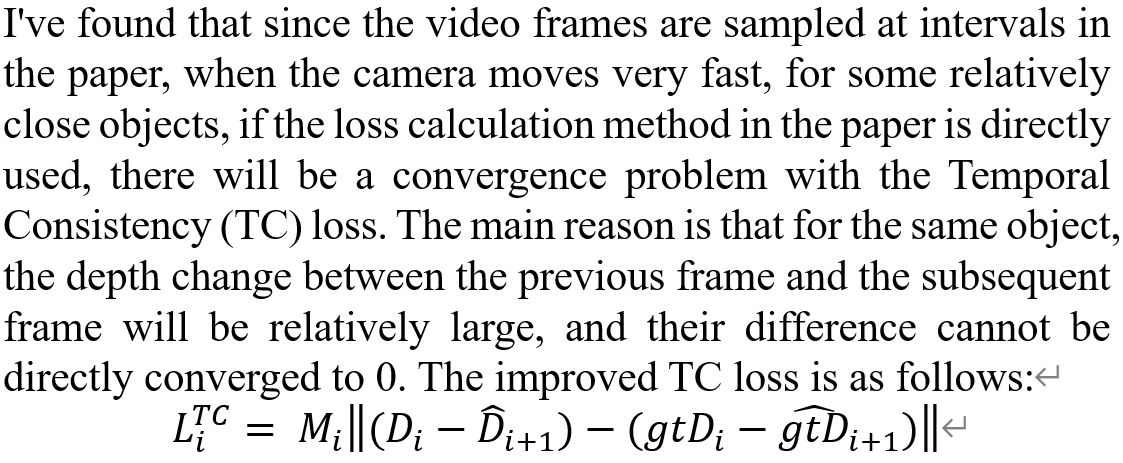 I've found that since the video frames are sampled at intervals in
the paper, when the camera moves very fast, for some relatively
close objects, if the loss calculation method in the paper is directly
used, there will be a convergence problem with the Temporal
Consistency (TC) loss. The main reason is that for the same object,
the depth change between the previous frame and the subsequent
frame will be relatively large, and their difference cannot be
directly converged to 0. The improved TC loss is as follows:↵
$L_i^{TC} = M_i \| (D_i - \hat{D}_{i+1}) - (gtD_i - \widehat{gtD}_{i+1}) \|$↵